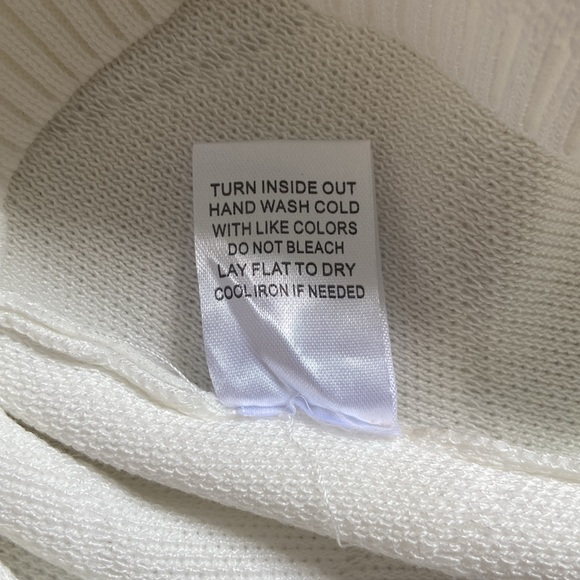 TURN INSIDE OUT
HAND WASH COLD
WITH LIKE COLORS
DO NOT BLEACH
LAY FLAT TO DRY
COOL IRON IF NEEDED